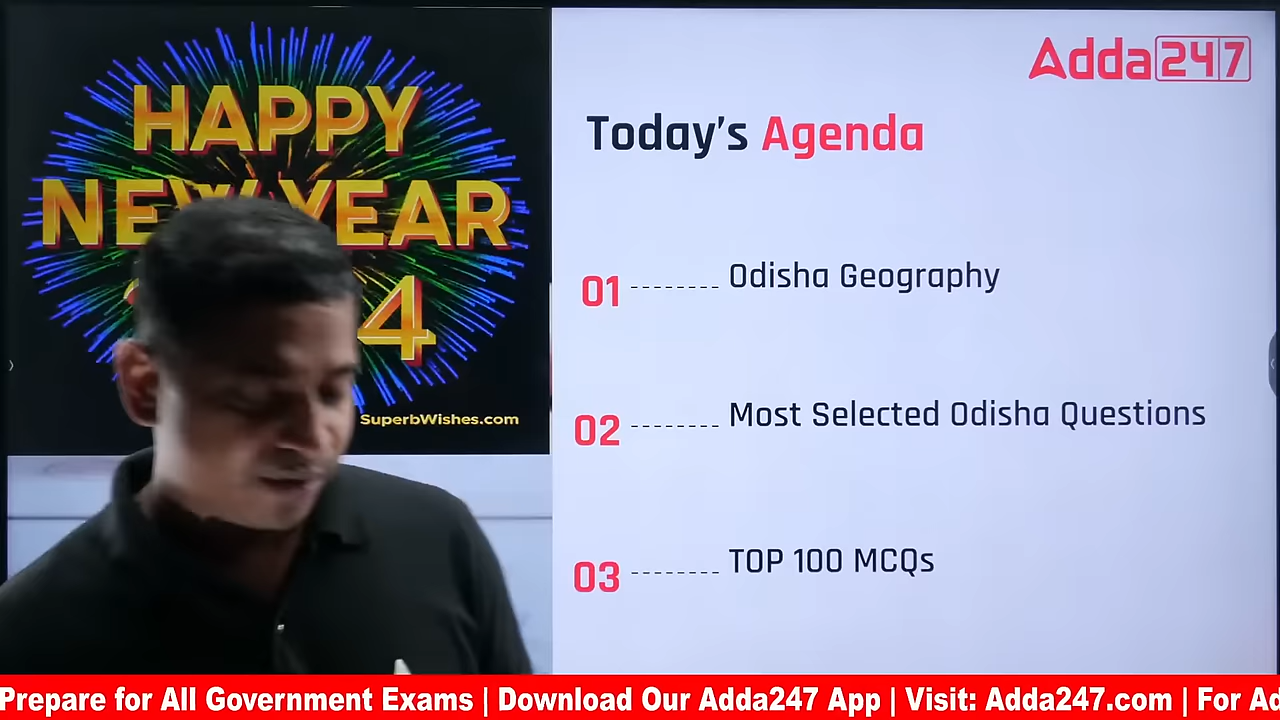 HAPPY
NEW YEAR
4
SuperbWishes.com
Adda247
Today's Agenda
01 -------- Odisha Geography
02 -------- Most Selected Odisha Questions
03 -------- TOP 100 MCQs
Prepare for All Government Exams | Download Our Adda247 App | Visit: Adda247.com | For Ad